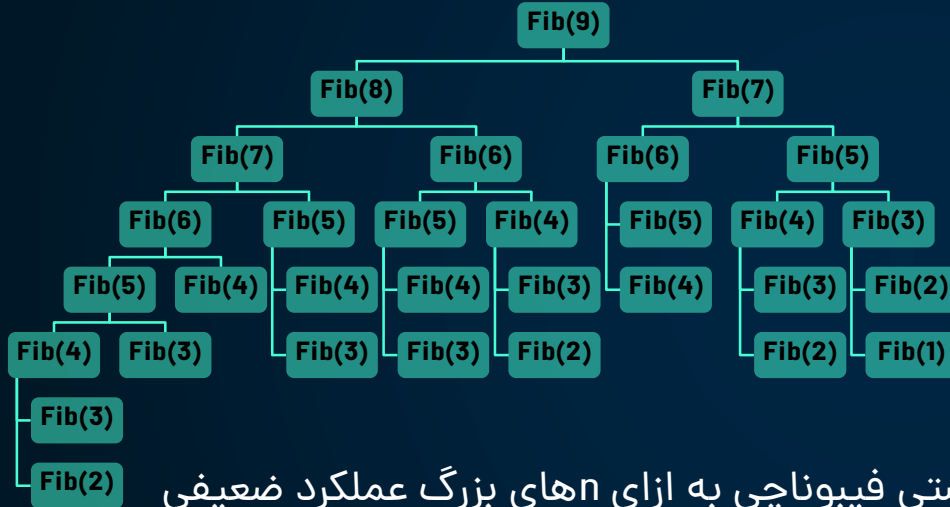 Fib(9)
Fib(8) Fib(7)
Fib(7) Fib(6) Fib(6) Fib(5)
Fib(6) Fib(5) Fib(5) Fib(4) Fib(5) Fib(4) Fib(3)
Fib(5) Fib(4) Fib(4) Fib(4) Fib(3) Fib(4) Fib(3) Fib(2)
Fib(4) Fib(3) Fib(3) Fib(3) Fib(2) Fib(2) Fib(1)
Fib(3)
Fib(2)
فیبوناچی به ازای nهای بزرگ عملکرد ضعیفی